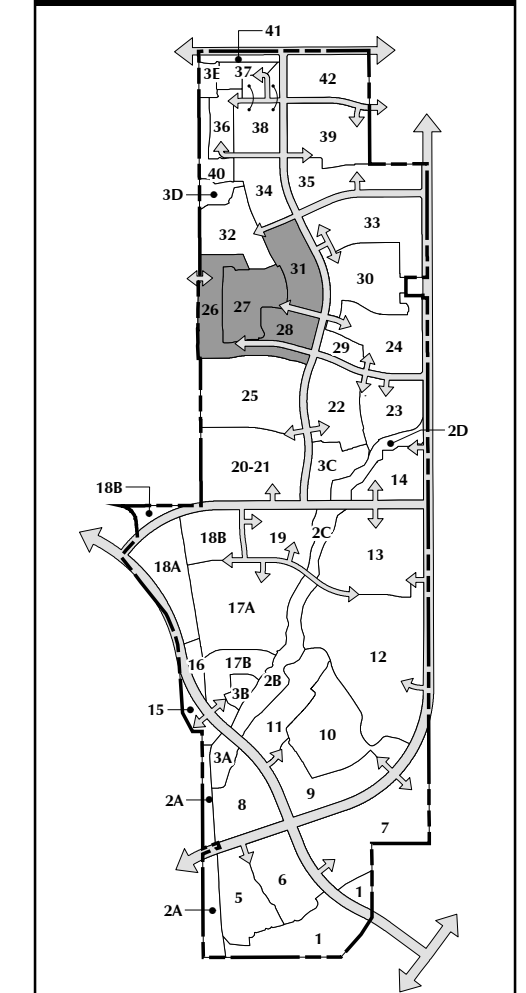 41
3E 37 42
36 38 39
40
3D 34 35
32 33
31 30
26 27
28
29 24
25 22 23
2D
20-21 3C 14
18B
18B 19 2C
18A 13
17A
12
16 17B
3B 2B
15
11 10
3A
2A 8 9
7
6
5 1
2A
1